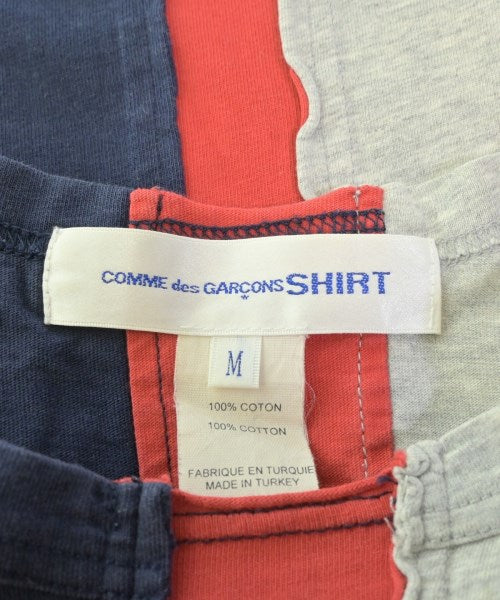 COMME des GARÇONS SHIRT
M
100% COTON
100% COTTON
FABRIQUE EN TURQUIE
MADE IN TURKEY